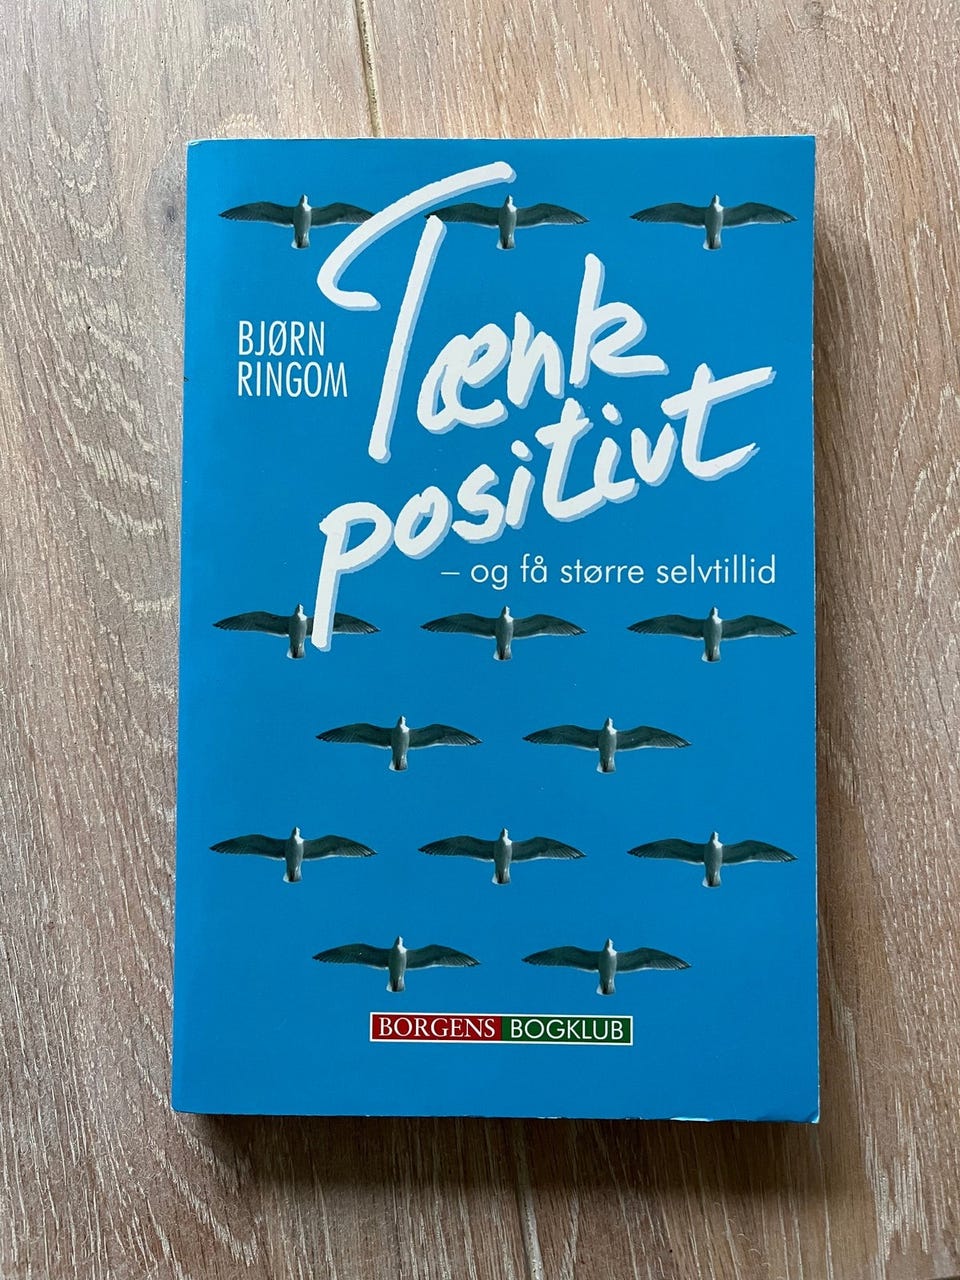 BJØRN
RINGOM
Tænk
positivt
– og få større selvtillid
BORGENS BOGKLUB